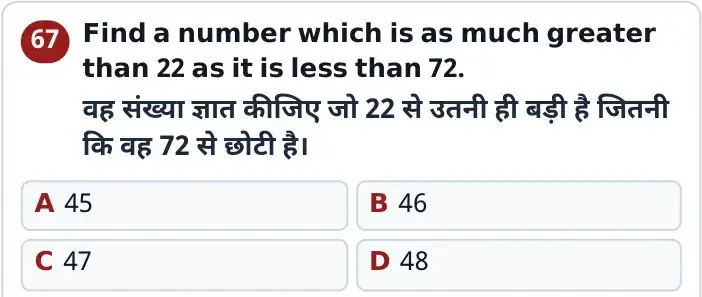 67 Find a number which is as much greater
than 22 as it is less than 72.
वह संख्या ज्ञात कीजिए जो 22 से उतनी ही बड़ी है जितनी
कि वह 72 से छोटी है।
A 45
B 46
C 47
D 48